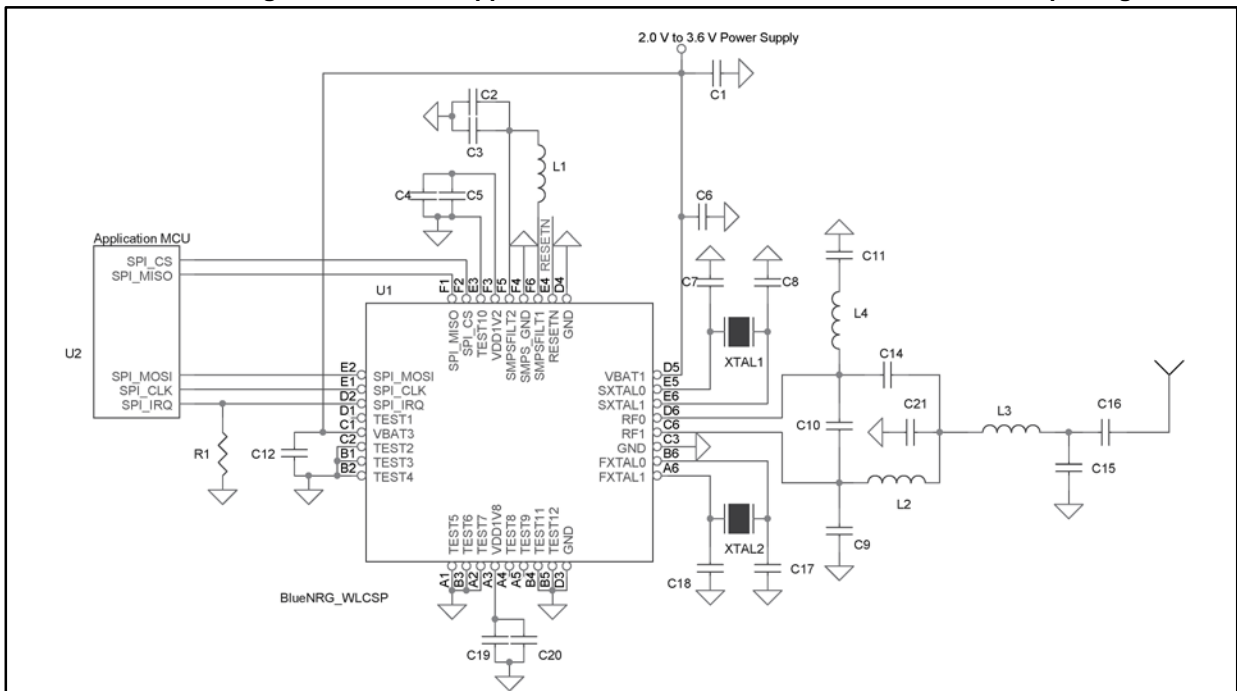 2.0 V to 3.6 V Power Supply
C1
C2
C3
L1
C4
C5
C6
RESETN
Application MCU
SPI_CS
SPI_MISO
U2
SPI_MOSI
SPI_CLK
SPI_IRQ
R1
C12
U1
F1
F2
E3
F3
F5
F4
F6
E4
D4
SPI_MISO
SPI_CS
TEST10
VDD1V2
SMPSFILT2
SMPS_GND
SMPSFILT1
RESETN
GND
E2
SPI_MOSI
E1
SPI_CLK
D2
SPI_IRQ
D1
TEST1
C1
VBAT3
C2
TEST2
B1
TEST3
B2
TEST4
VBAT1
D5
SXTAL0
E5
SXTAL1
E6
RF0
D6
RF1
C6
GND
C3
FXTAL0
B6
FXTAL1
A6
TEST5
TEST6
TEST7
VDD1V8
TEST8
TEST9
TEST11
TEST12
GND
A1
B3
A2
A3
A4
A5
B4
B5
D3
BlueNRG_WLCSP
C19
C20
C7
C8
XTAL1
XTAL2
C18
C17
C11
L4
C14
C10
C21
L2
C9
L3
C16
C15